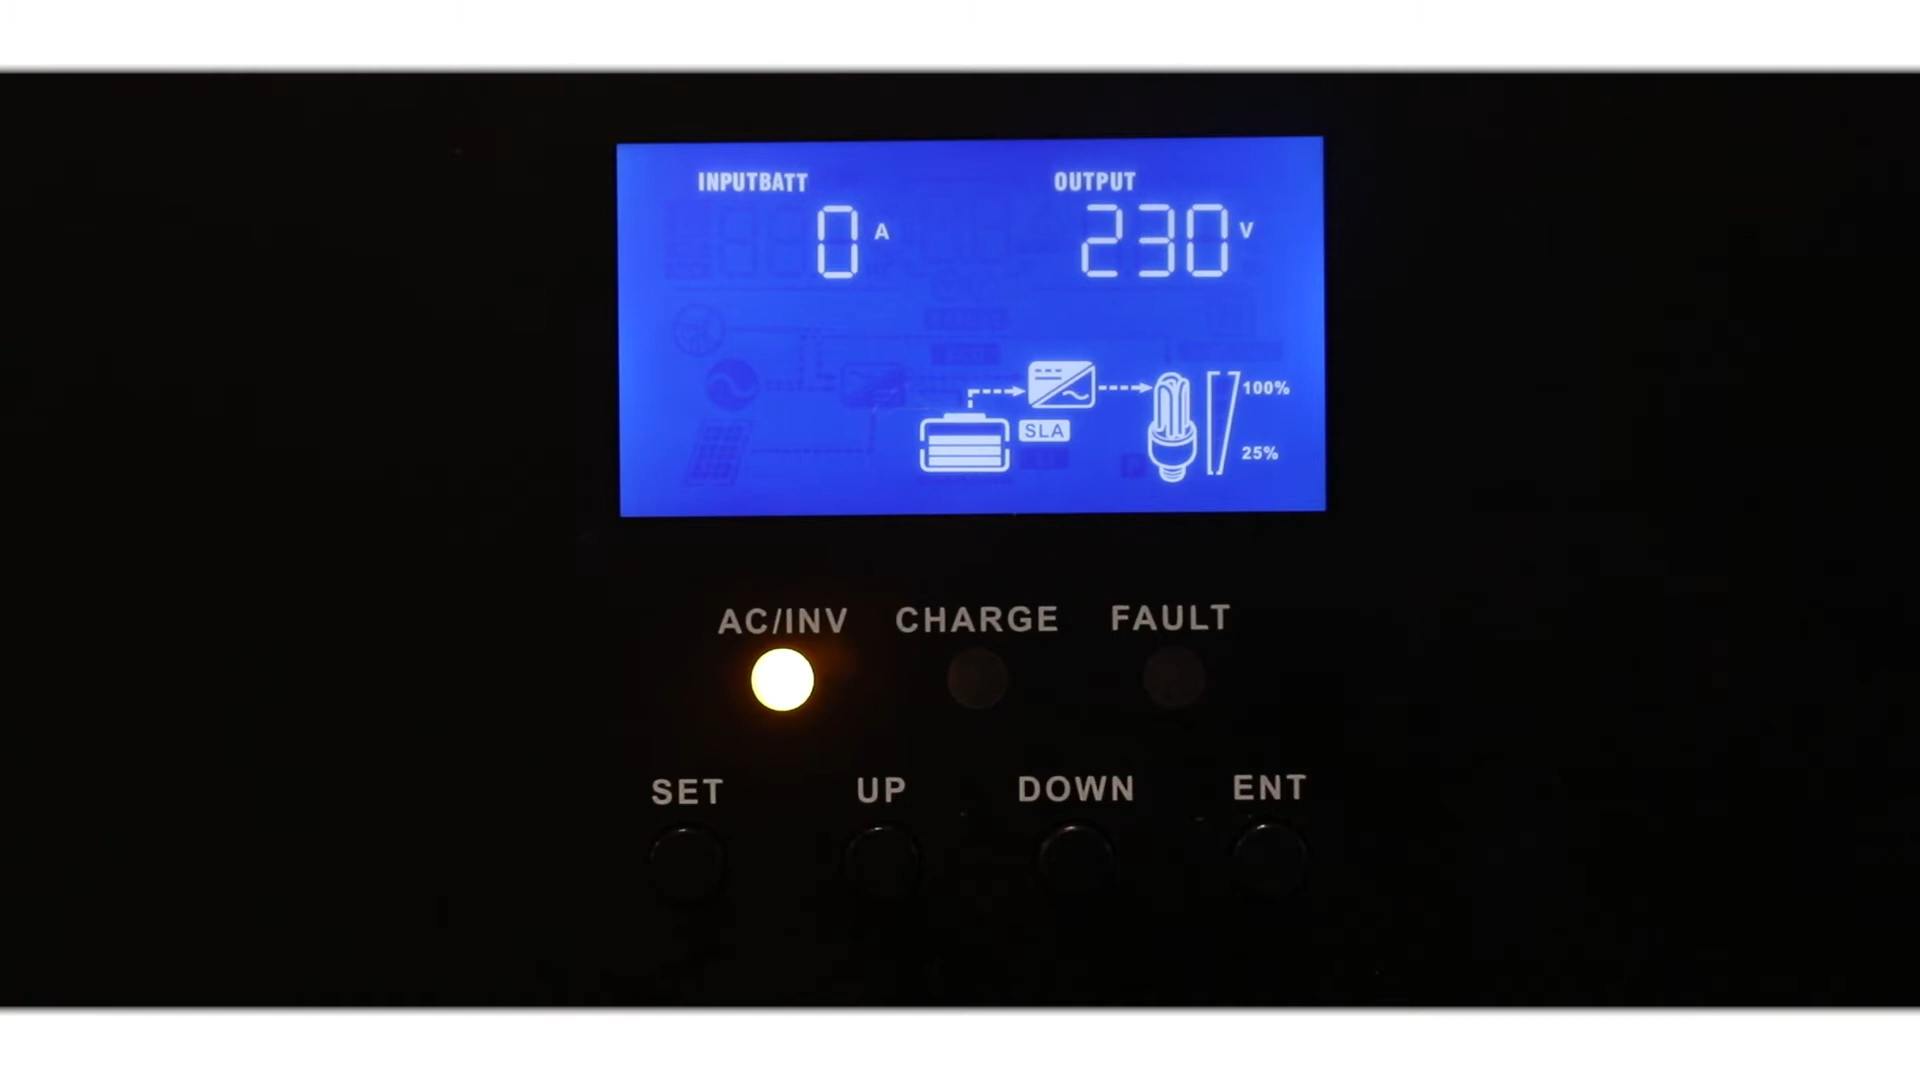 INPUTBATT OUTPUT
0 A 230 V
100%
SLA
25%
AC/INV CHARGE FAULT
SET UP DOWN ENT